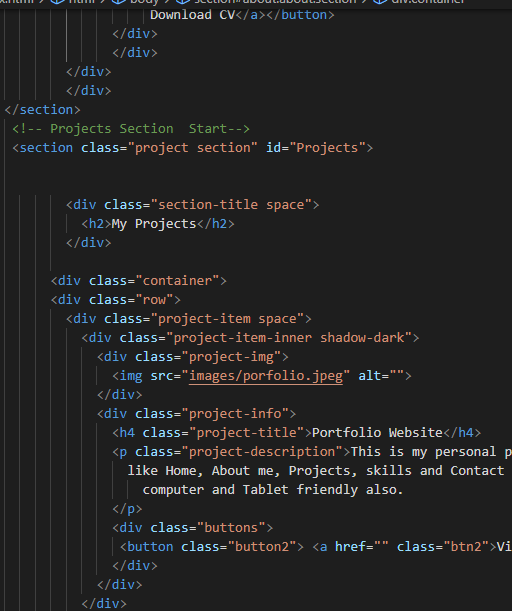 html > body > section#about.about.section > div.container
Download CV</a></button>
</div>
</div>
</div>
</div>
</section>
<!-- Projects Section  Start-->
<section class="project section" id="Projects">
<div class="section-title space">
<h2>My Projects</h2>
</div>
<div class="container">
<div class="row">
<div class="project-item space">
<div class="project-item-inner shadow-dark">
<div class="project-img">
<img src="images/porfolio.jpeg" alt="">
</div>
<div class="project-info">
<h4 class="project-title">Portfolio Website</h4>
<p class="project-description">This is my personal p
like Home, About me, Projects, skills and Contact
computer and Tablet friendly also.
</p>
<div class="buttons">
<button class="button2"> <a href="" class="btn2">Vi
</div>
</div>
</div>